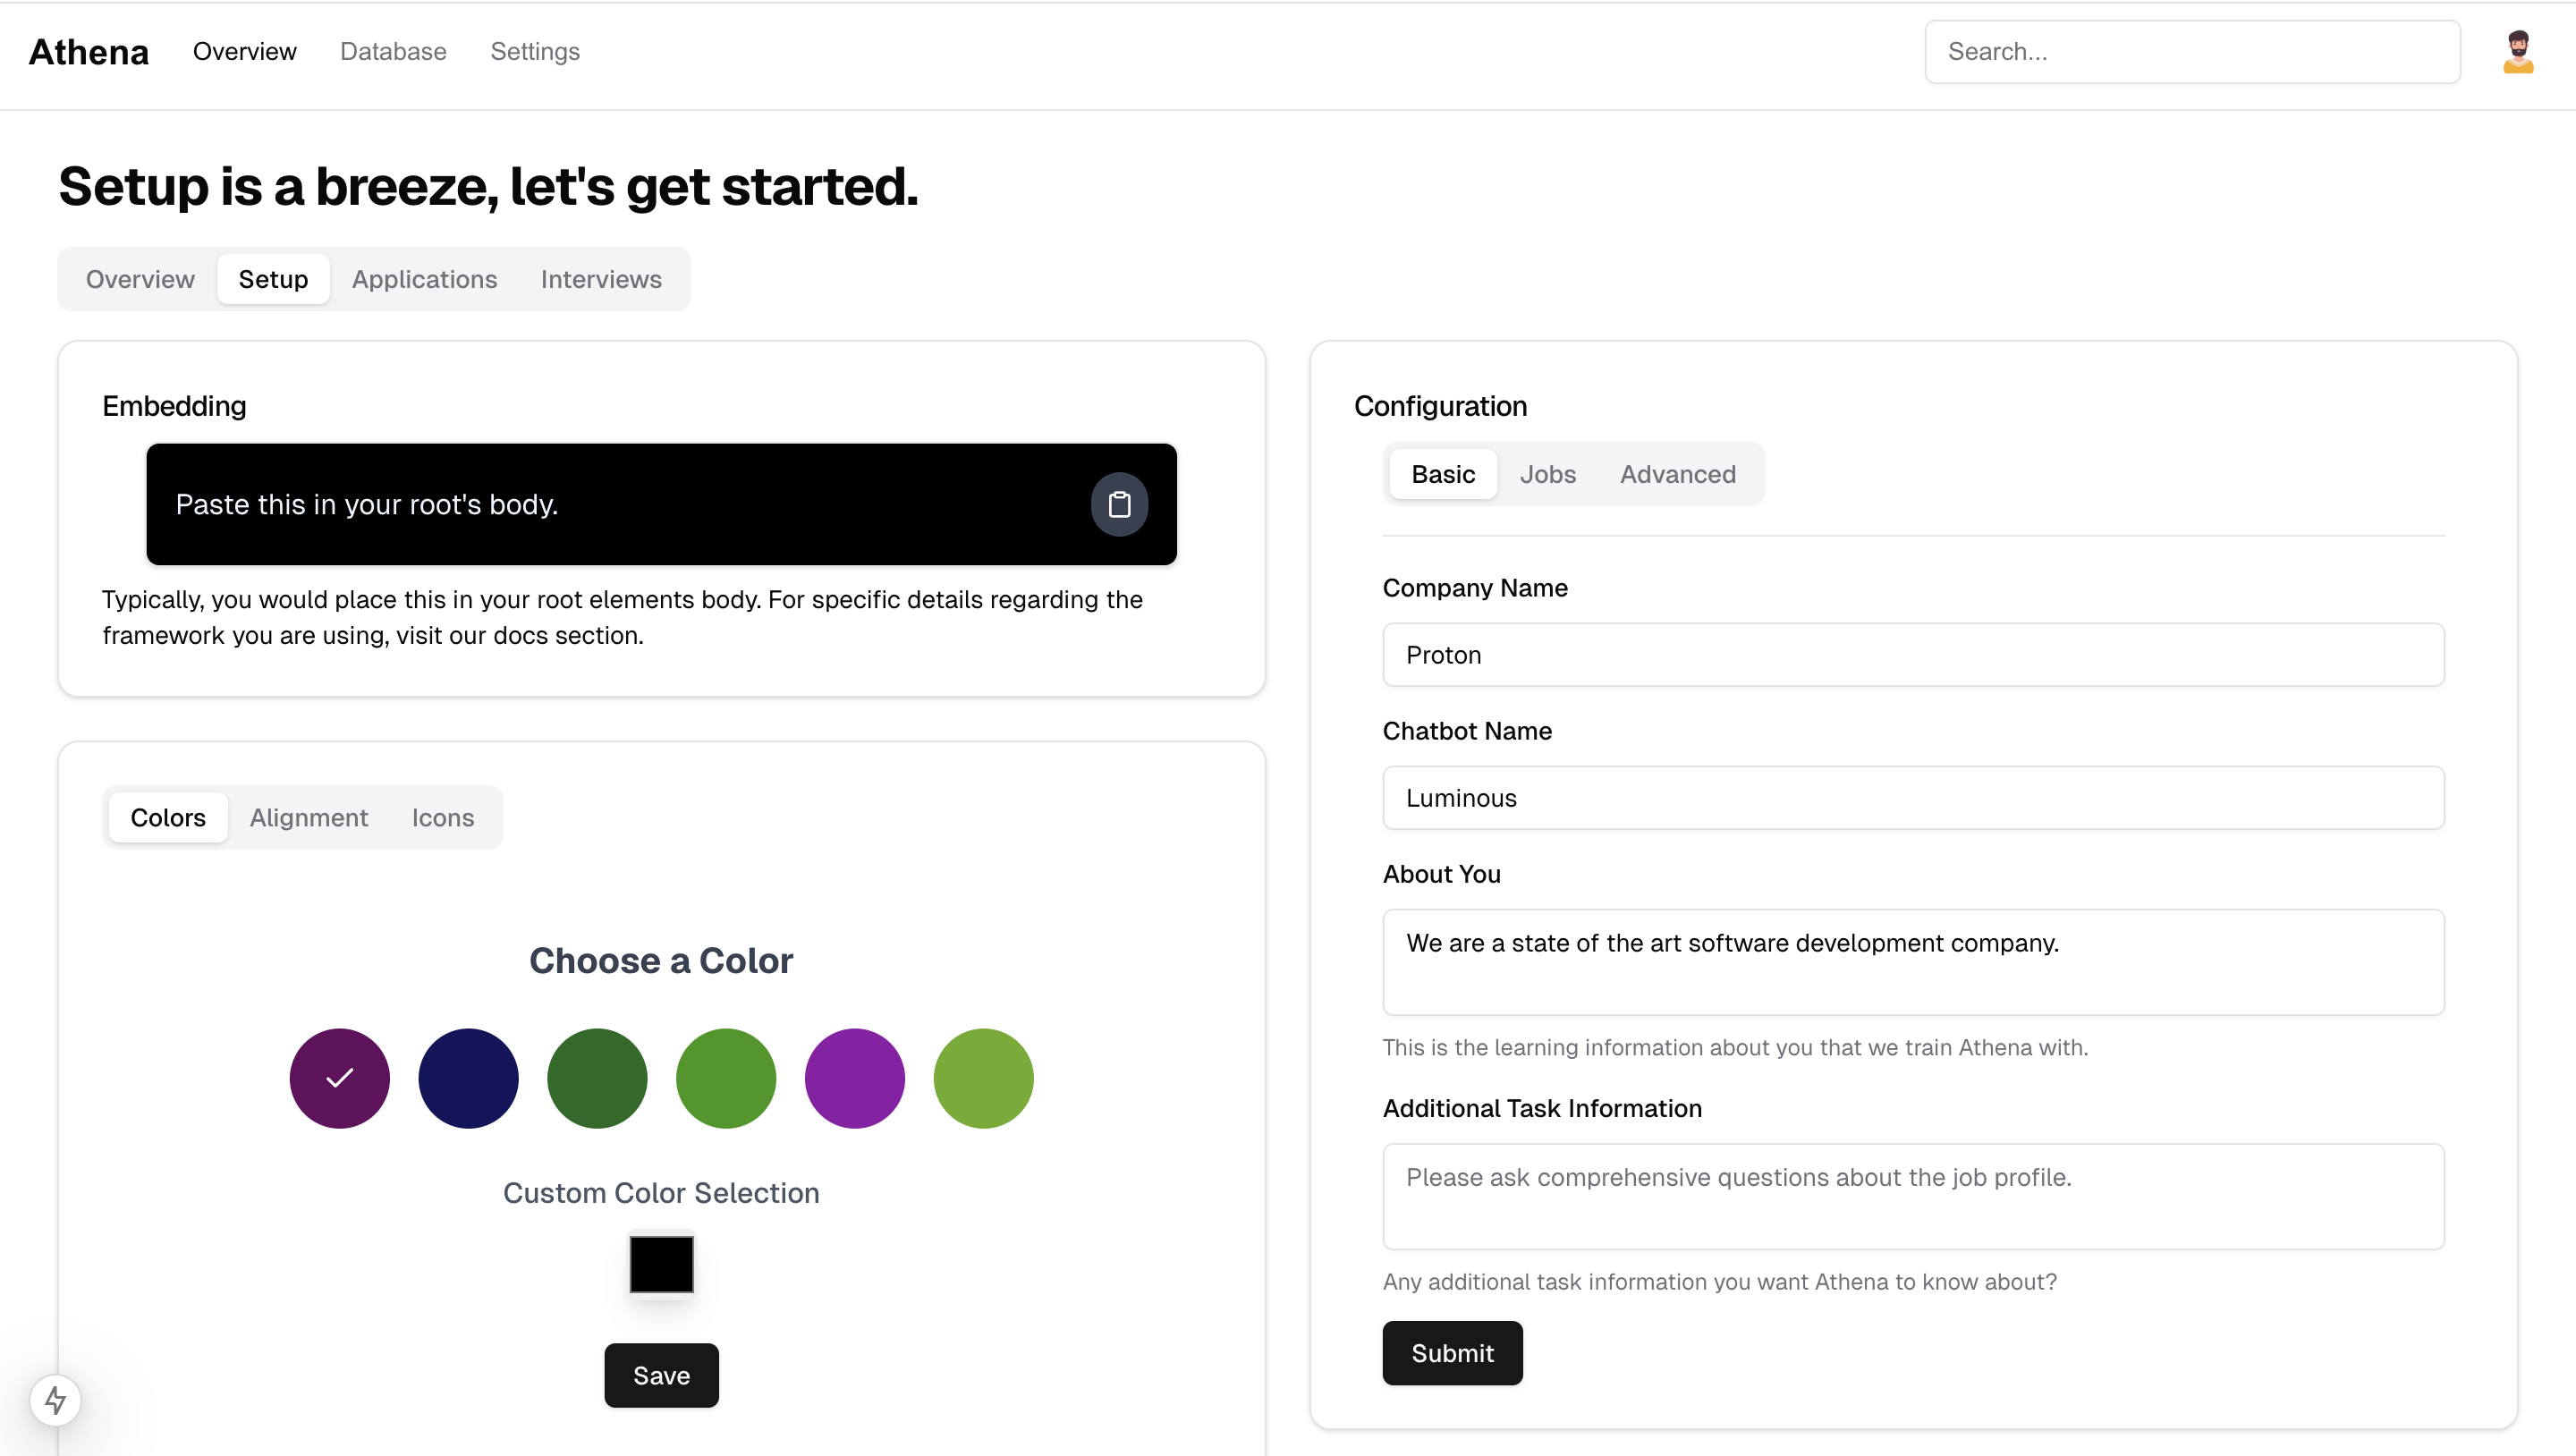 Athena Overview Database Settings Search...
Setup is a breeze, let's get started.
Overview Setup Applications Interviews
Embedding
Paste this in your root's body.
Typically, you would place this in your root elements body. For specific details regarding the
framework you are using, visit our docs section.
Colors Alignment Icons
Choose a Color
Custom Color Selection
Save
Configuration
Basic Jobs Advanced
Company Name
Proton
Chatbot Name
Luminous
About You
We are a state of the art software development company.
This is the learning information about you that we train Athena with.
Additional Task Information
Please ask comprehensive questions about the job profile.
Any additional task information you want Athena to know about?
Submit